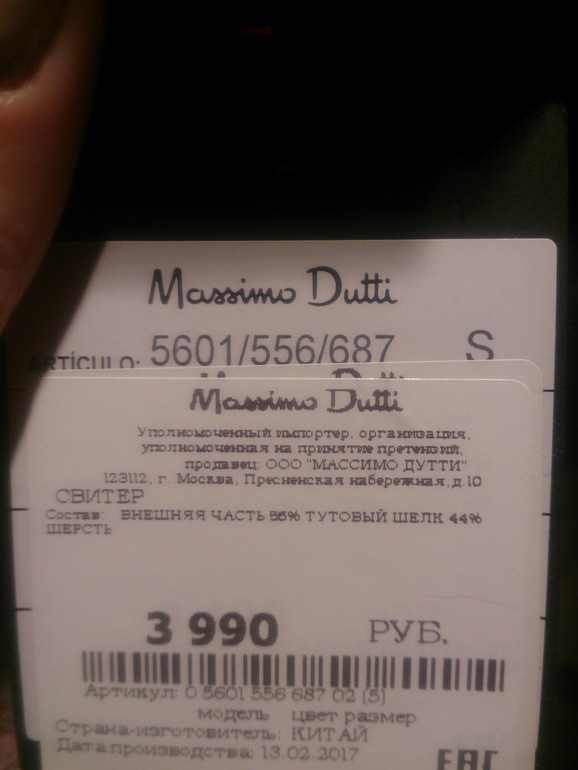 Massimo Dutti
ARTÍCULO: 5601/556/687 S
Massimo Dutti
Уполномоченный импортер, организация,
уполномоченная на принятие претензий,
продавец: ООО "МАССИМО ДУТТИ"
123112, г. Москва, Пресненская набережная, д.10
СВИТЕР
Состав: ВНЕШНЯЯ ЧАСТЬ 56% ТУТОВЫЙ ШЕЛК 44%
ШЕРСТЬ
3 990 РУБ.
Артикул: 0 5601 556 687 02 (S)
модель цвет размер
Страна-изготовитель: КИТАЙ
Дата производства: 13.02.2017
EAC